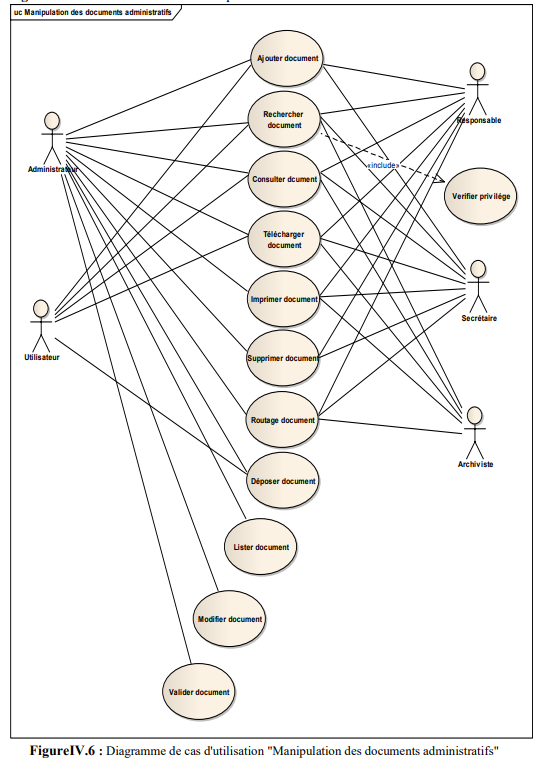 uc Manipulation des documents administratifs
Ajouter document
Responsable
Rechercher
document
Administrateur
«include»
Consulter dcument
Verifier privilége
Télécharger
document
Imprimer document
Secrétaire
Utilisateur
Supprimer document
Routage document
Archiviste
Déposer document
Lister document
Modifier document
Valider document
FigureIV.6 : Diagramme de cas d'utilisation "Manipulation des documents administratifs"